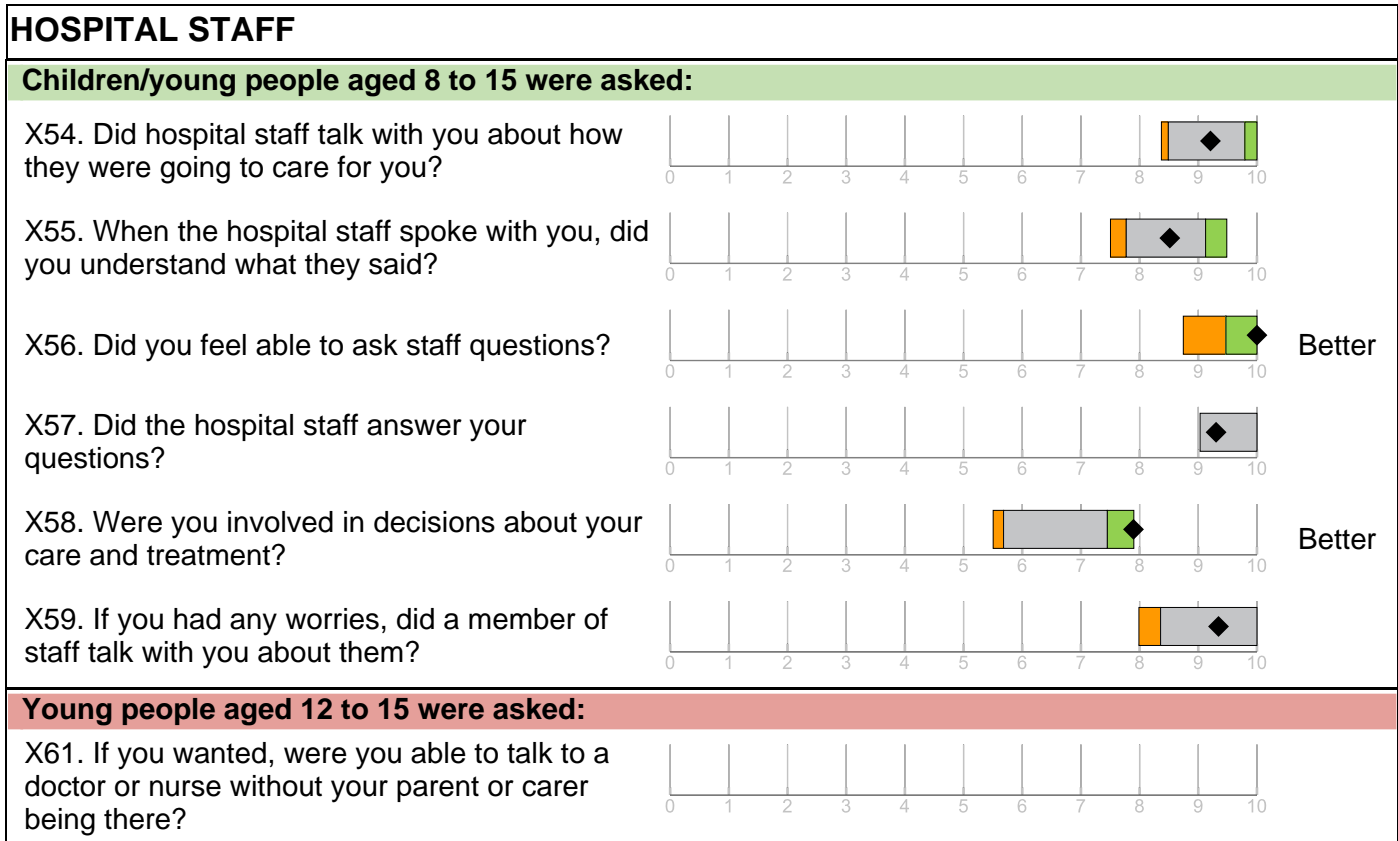 HOSPITAL STAFF
Children/young people aged 8 to 15 were asked:
X54. Did hospital staff talk with you about how
they were going to care for you?
0 1 2 3 4 5 6 7 8 9 10
X55. When the hospital staff spoke with you, did
you understand what they said?
0 1 2 3 4 5 6 7 8 9 10
X56. Did you feel able to ask staff questions?
Better
0 1 2 3 4 5 6 7 8 9 10
X57. Did the hospital staff answer your
questions?
0 1 2 3 4 5 6 7 8 9 10
X58. Were you involved in decisions about your
care and treatment?
Better
0 1 2 3 4 5 6 7 8 9 10
X59. If you had any worries, did a member of
staff talk with you about them?
0 1 2 3 4 5 6 7 8 9 10
Young people aged 12 to 15 were asked:
X61. If you wanted, were you able to talk to a
doctor or nurse without your parent or carer
being there?
0 1 2 3 4 5 6 7 8 9 10